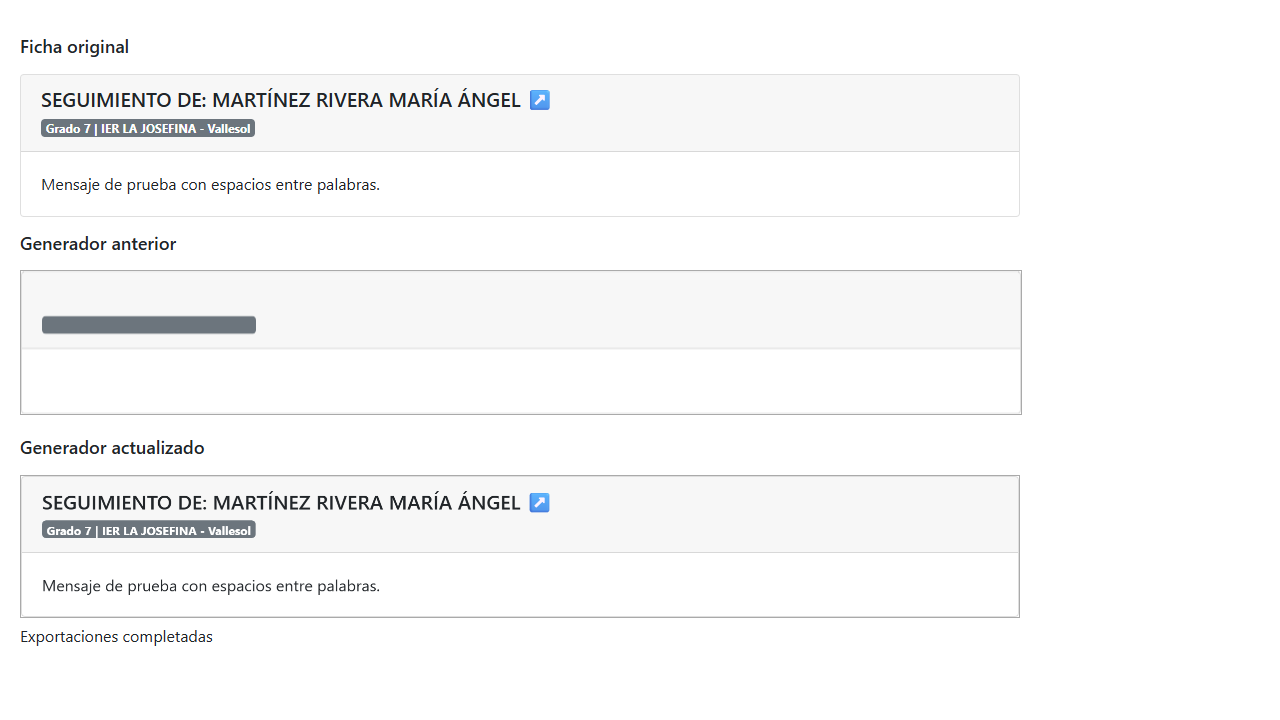 Ficha original
SEGUIMIENTO DE: MARTÍNEZ RIVERA MARÍA ÁNGEL ↗
Grado 7 | IER LA JOSEFINA - Vallesol
Mensaje de prueba con espacios entre palabras.
Generador anterior
Generador actualizado
SEGUIMIENTO DE: MARTÍNEZ RIVERA MARÍA ÁNGEL ↗
Grado 7 | IER LA JOSEFINA - Vallesol
Mensaje de prueba con espacios entre palabras.
Exportaciones completadas